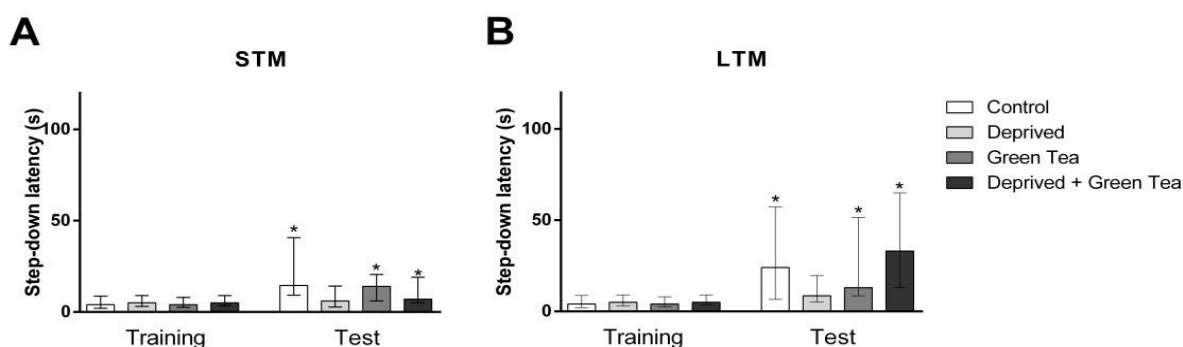 A
STM
Step-down latency (s)
100
50
0
*
*
*
Training
Test
B
LTM
Step-down latency (s)
100
50
0
*
*
*
Training
Test
Control
Deprived
Green Tea
Deprived + Green Tea